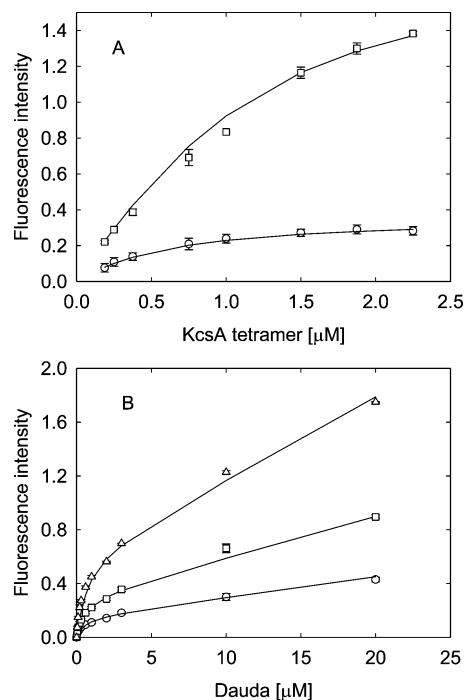 A
Fluorescence intensity
1.4
1.2
1.0
0.8
0.6
0.4
0.2
0.0
0.0 0.5 1.0 1.5 2.0 2.5
KcsA tetramer [μM]
B
Fluorescence intensity
2.0
1.6
1.2
0.8
0.4
0.0
0 5 10 15 20 25
Dauda [μM]